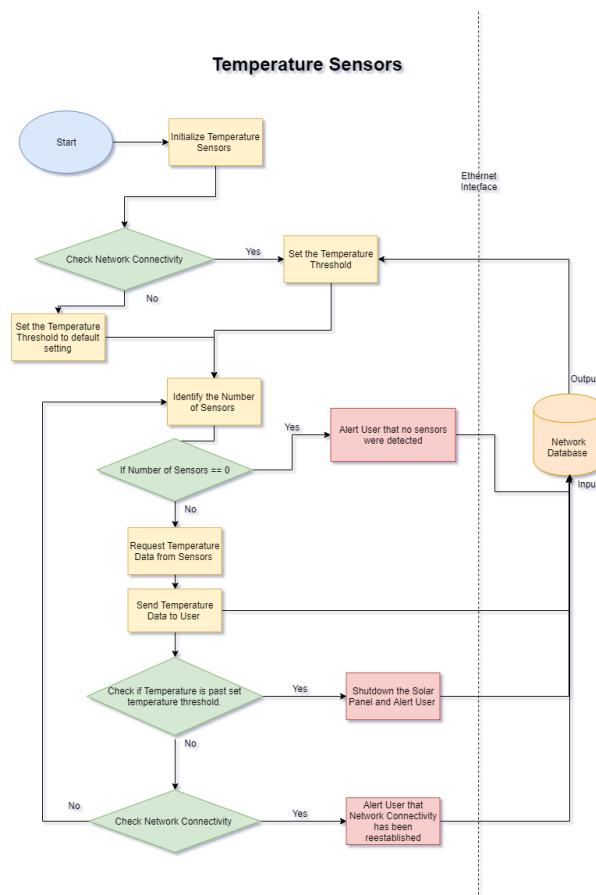 Temperature Sensors
Start
Initialize Temperature
Sensors
Ethernet
Interface
Check Network Connectivity
Yes
Set the Temperature
Threshold
No
Set the Temperature
Threshold to default
setting
Identify the Number
of Sensors
Output
Network
Database
Input
Yes
Alert User that no sensors
were detected
If Number of Sensors == 0
No
Request Temperature
Data from Sensors
Send Temperature
Data to User
Check if Temperature is past set
temperature threshold.
Yes
Shutdown the Solar
Panel and Alert User
No
No
Check Network Connectivity
Yes
Alert User that
Network Connectivity
has been
reestablished